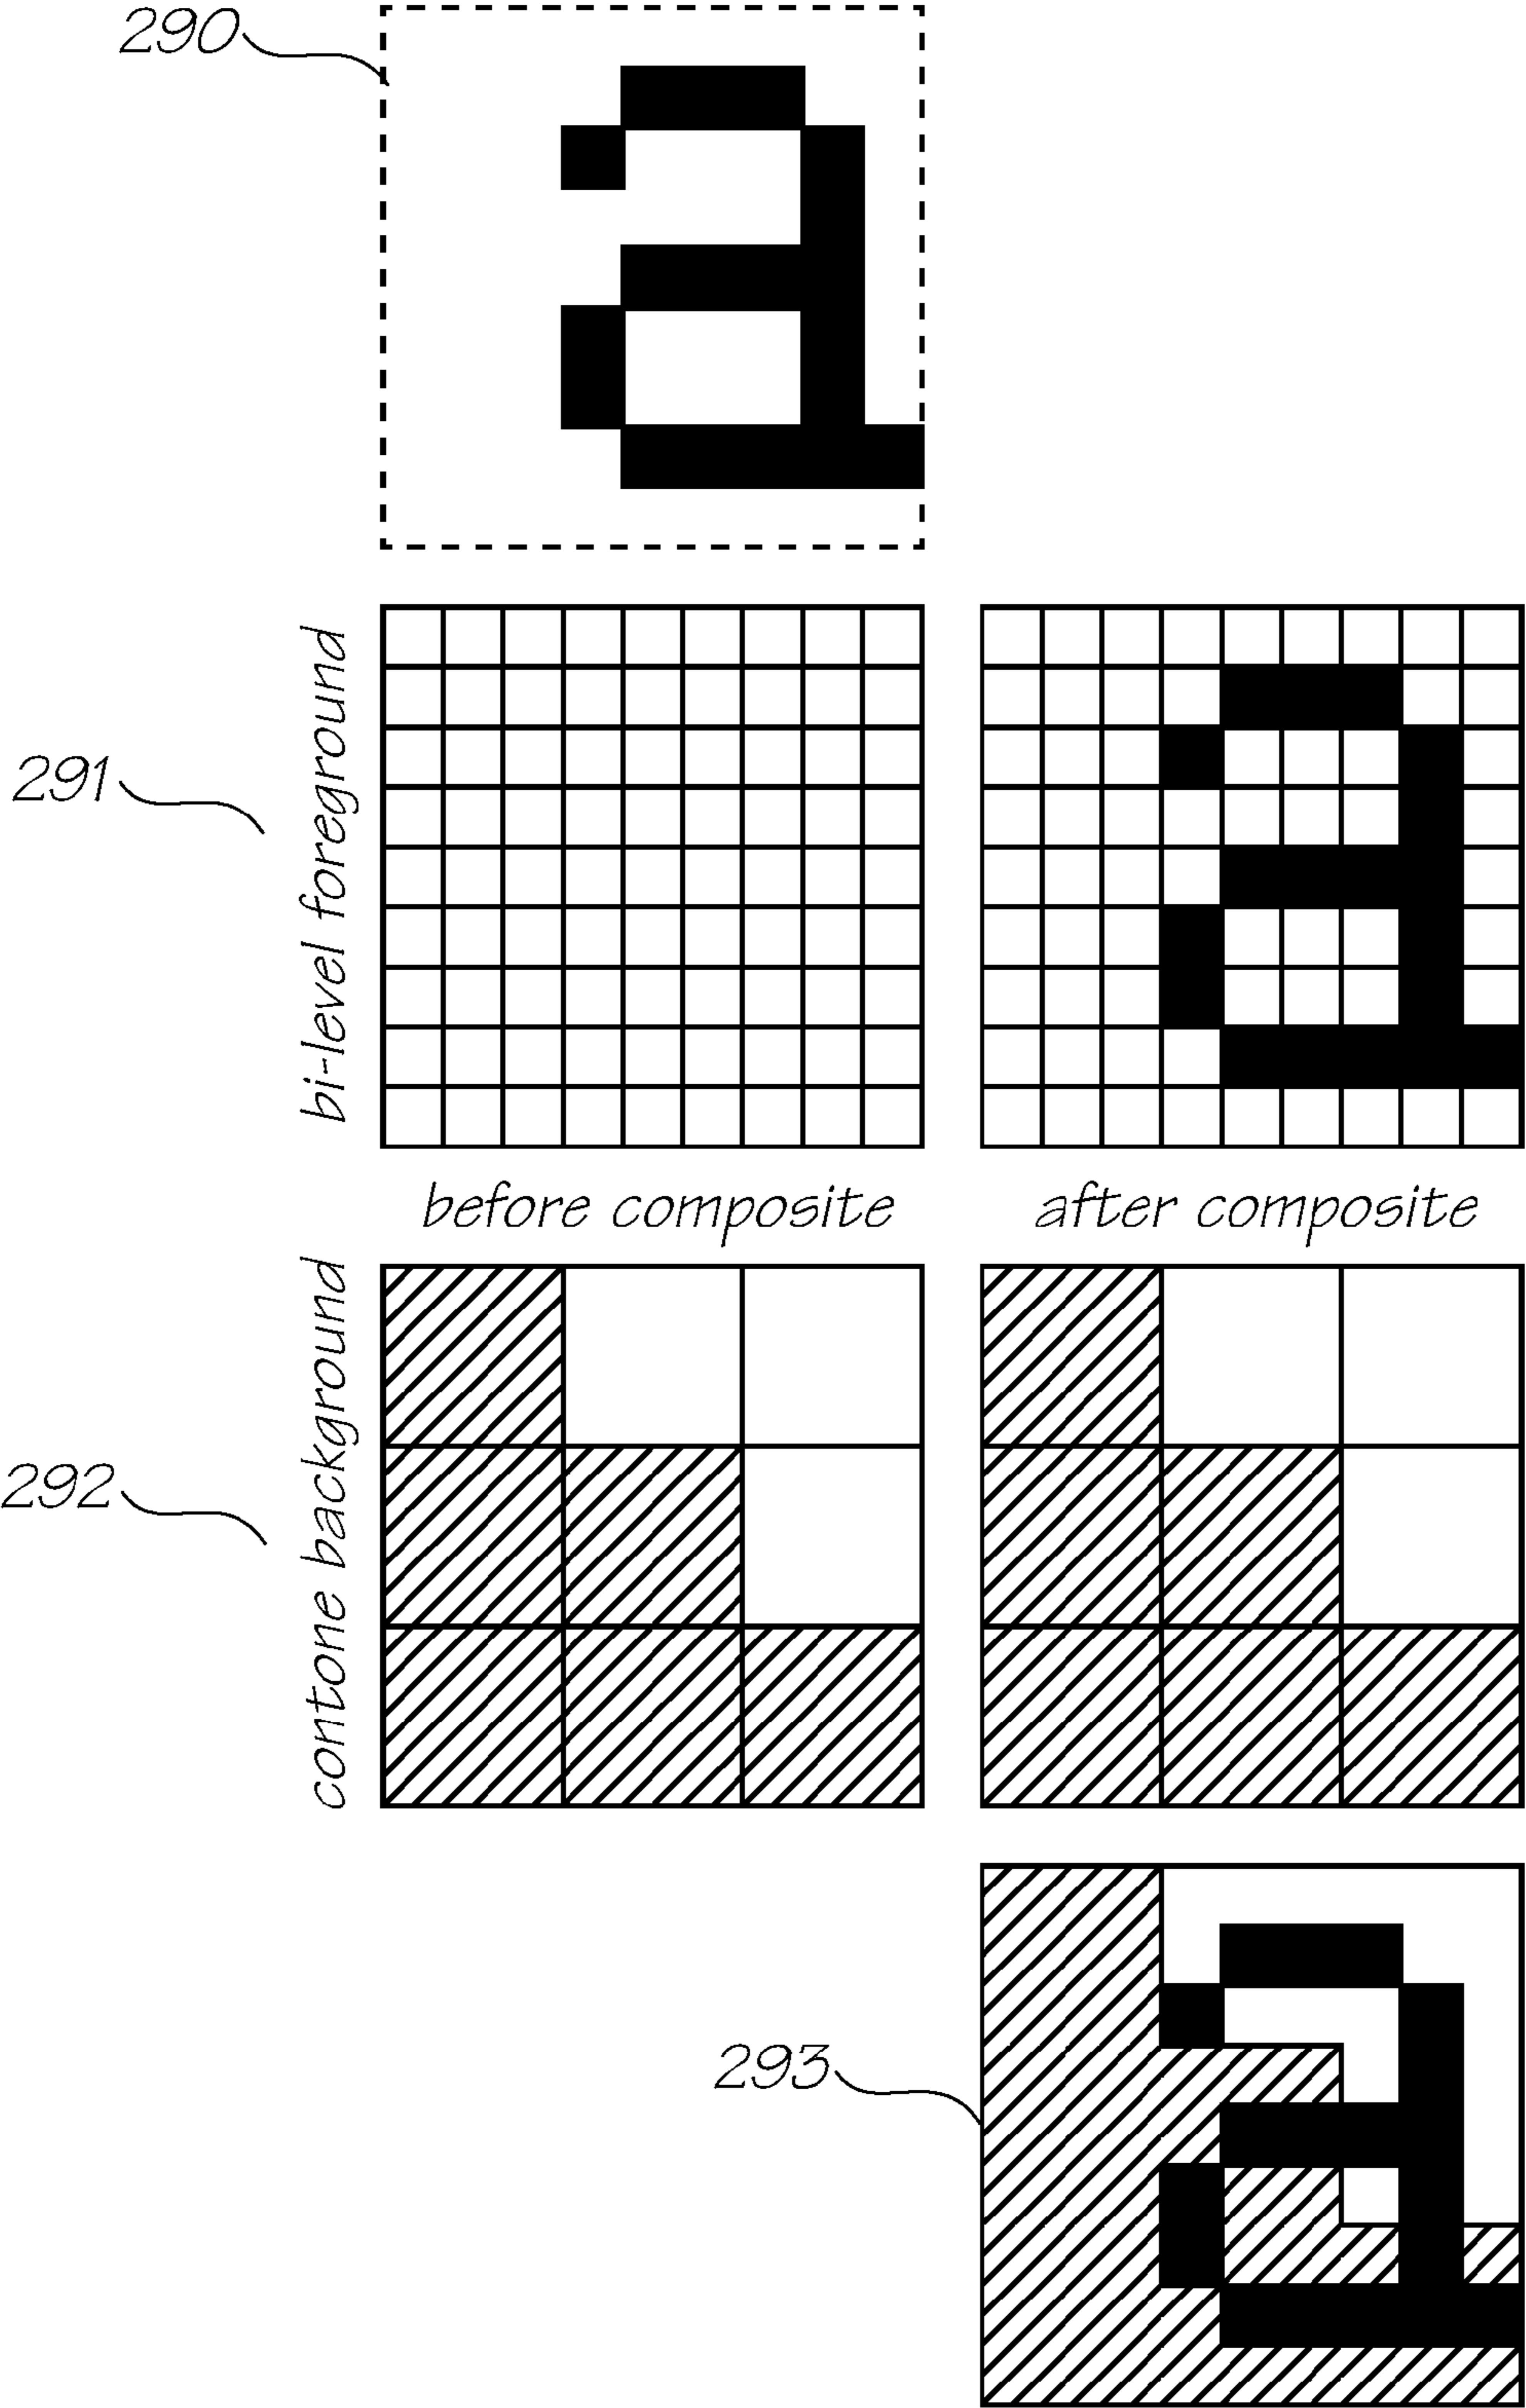 290
291
bi-level foreground
before composite
after composite
292
contone background
293